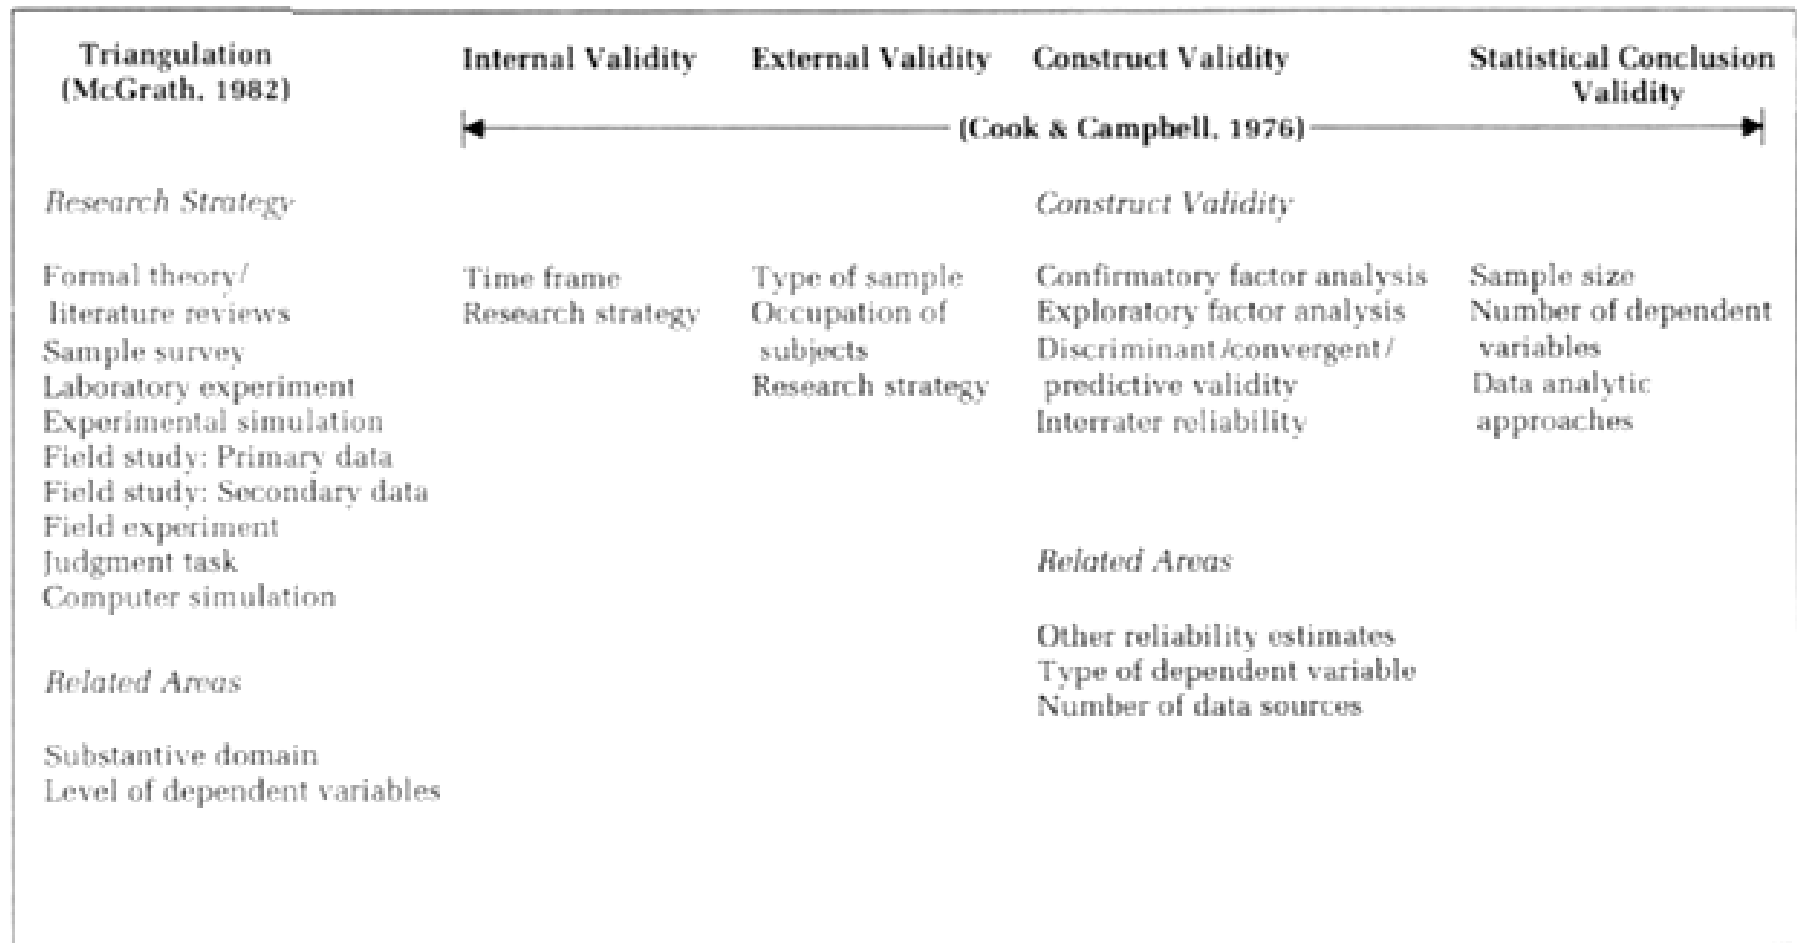 Triangulation
(McGrath, 1982)
Internal Validity
External Validity
Construct Validity
Statistical Conclusion
Validity
(Cook & Campbell, 1976)
Research Strategy
Formal theory/
literature reviews
Sample survey
Laboratory experiment
Experimental simulation
Field study: Primary data
Field study: Secondary data
Field experiment
Judgment task
Computer simulation
Related Areas
Substantive domain
Level of dependent variables
Time frame
Research strategy
Type of sample
Occupation of
subjects
Research strategy
Construct Validity
Confirmatory factor analysis
Exploratory factor analysis
Discriminant/convergent/
predictive validity
Interrater reliability
Related Areas
Other reliability estimates
Type of dependent variable
Number of data sources
Sample size
Number of dependent
variables
Data analytic
approaches